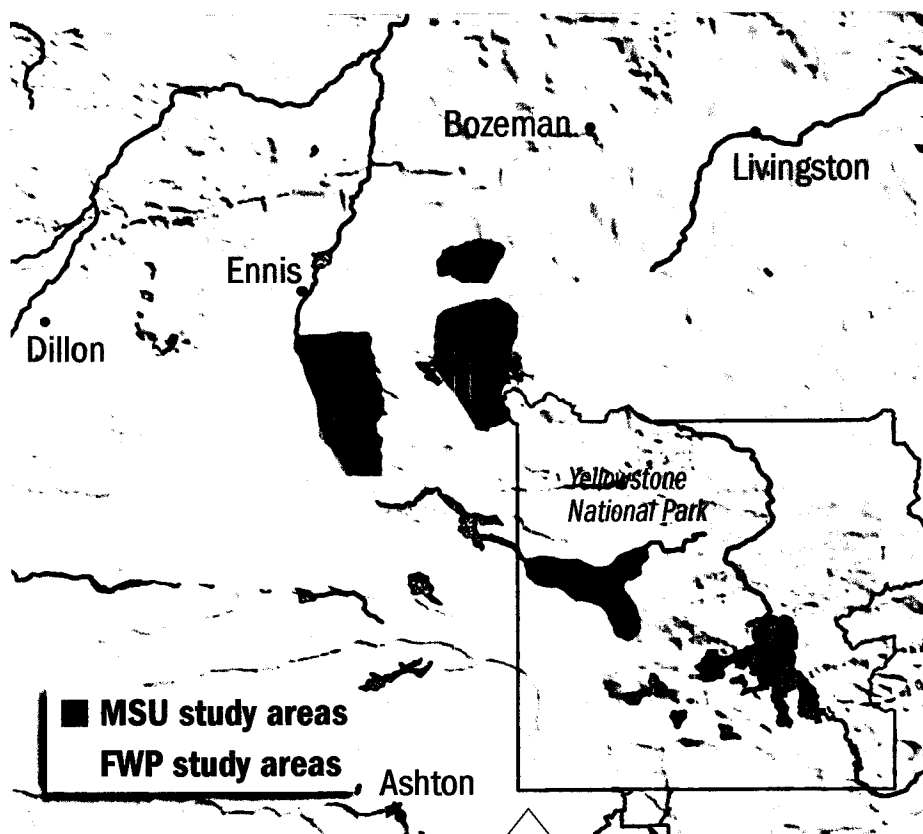 Bozeman
Livingston
Ennis
Dillon
Yellowstone
National Park
MSU study areas
FWP study areas
Ashton